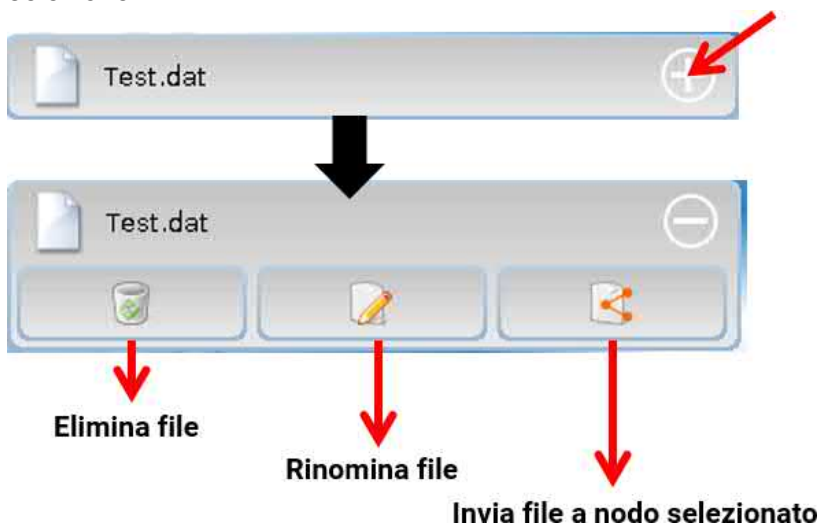 Test.dat
Test.dat
Elimina file
Rinomina file
Invia file a nodo selezionato